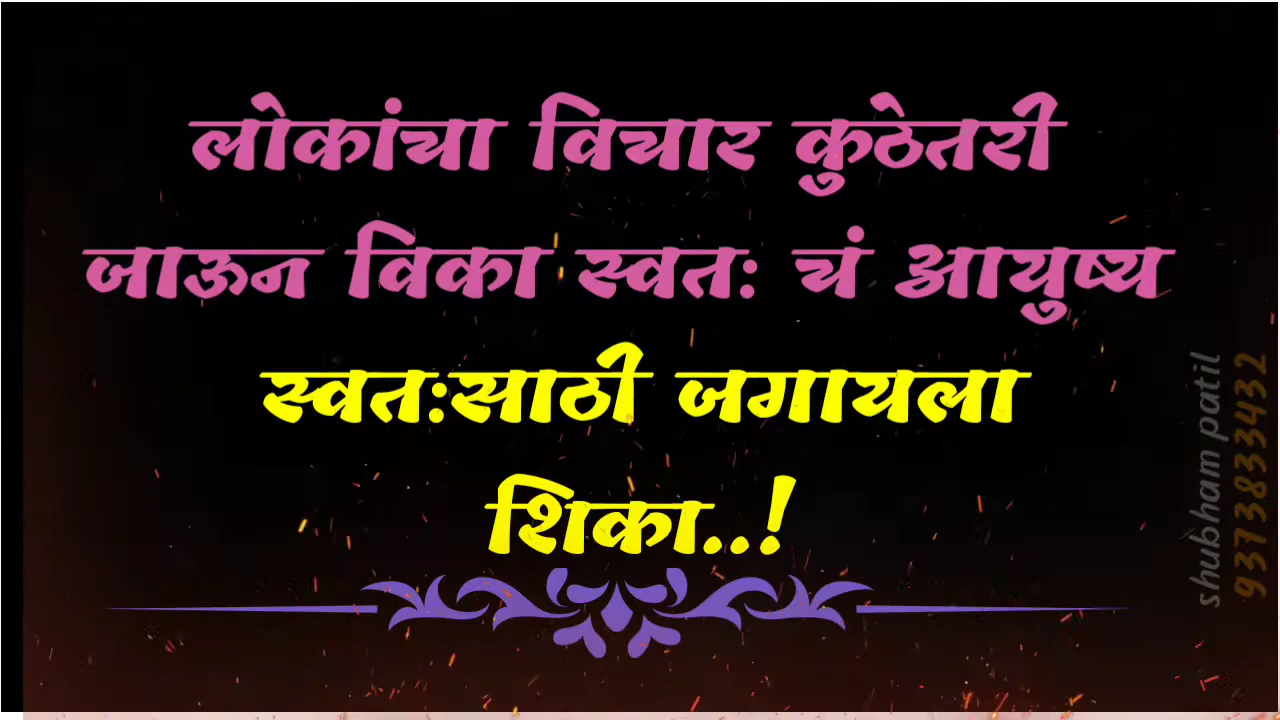 लोकांचा विचार कुठेतरी
जाऊन विका स्वतः चं आयुष्य
स्वतःसाठी जगायला
शिका..!
shubham patil
9373833432